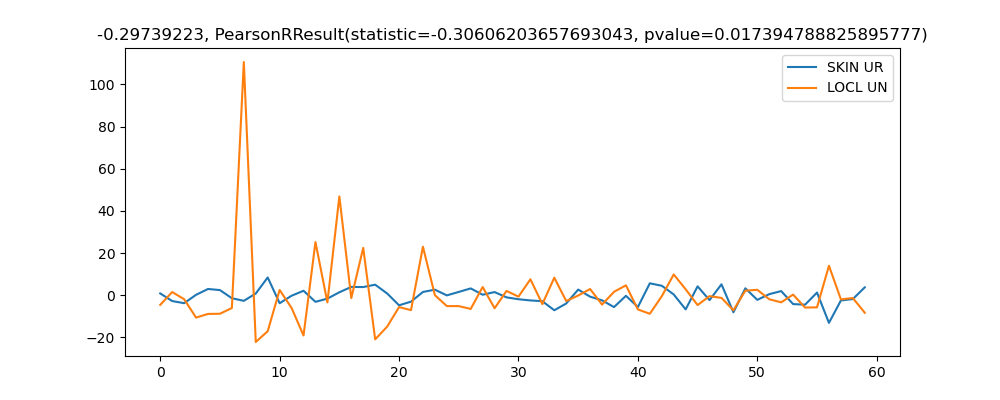 -0.29739223, PearsonRResult(statistic=-0.30606203657693043, pvalue=0.017394788825895777)
SKIN UR
LOCL UN
100
80
60
40
20
0
−20
0 10 20 30 40 50 60